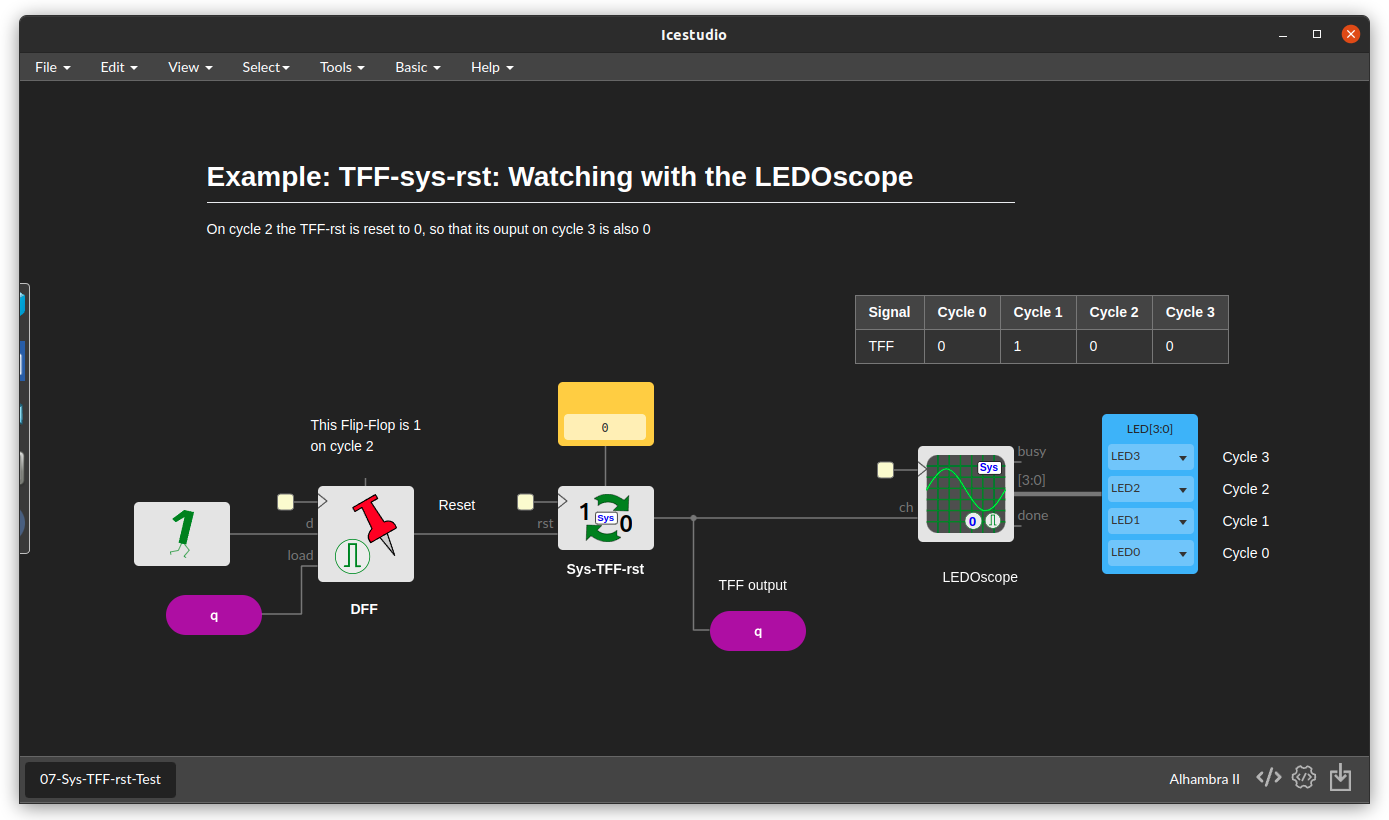 Icestudio
File Edit View Select Tools Basic Help
Example: TFF-sys-rst: Watching with the LEDOscope
On cycle 2 the TFF-rst is reset to 0, so that its ouput on cycle 3 is also 0
Signal Cycle 0 Cycle 1 Cycle 2 Cycle 3
TFF 0 1 0 0
This Flip-Flop is 1
on cycle 2
0
1
d
load
q
DFF
Reset
rst
1 Sys 0
Sys-TFF-rst
TFF output
q
ch
Sys
0
busy
[3:0]
done
LEDOscope
LED[3:0]
LED3 Cycle 3
LED2 Cycle 2
LED1 Cycle 1
LED0 Cycle 0
07-Sys-TFF-rst-Test
Alhambra II